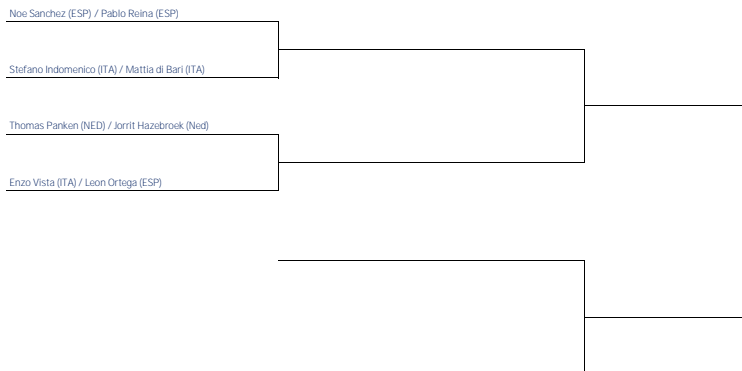 Noe Sanchez (ESP) / Pablo Reina (ESP)
Stefano Indomenico (ITA) / Mattia di Bari (ITA)
Thomas Panken (NED) / Jorrit Hazebroek (Ned)
Enzo Vista (ITA) / Leon Ortega (ESP)